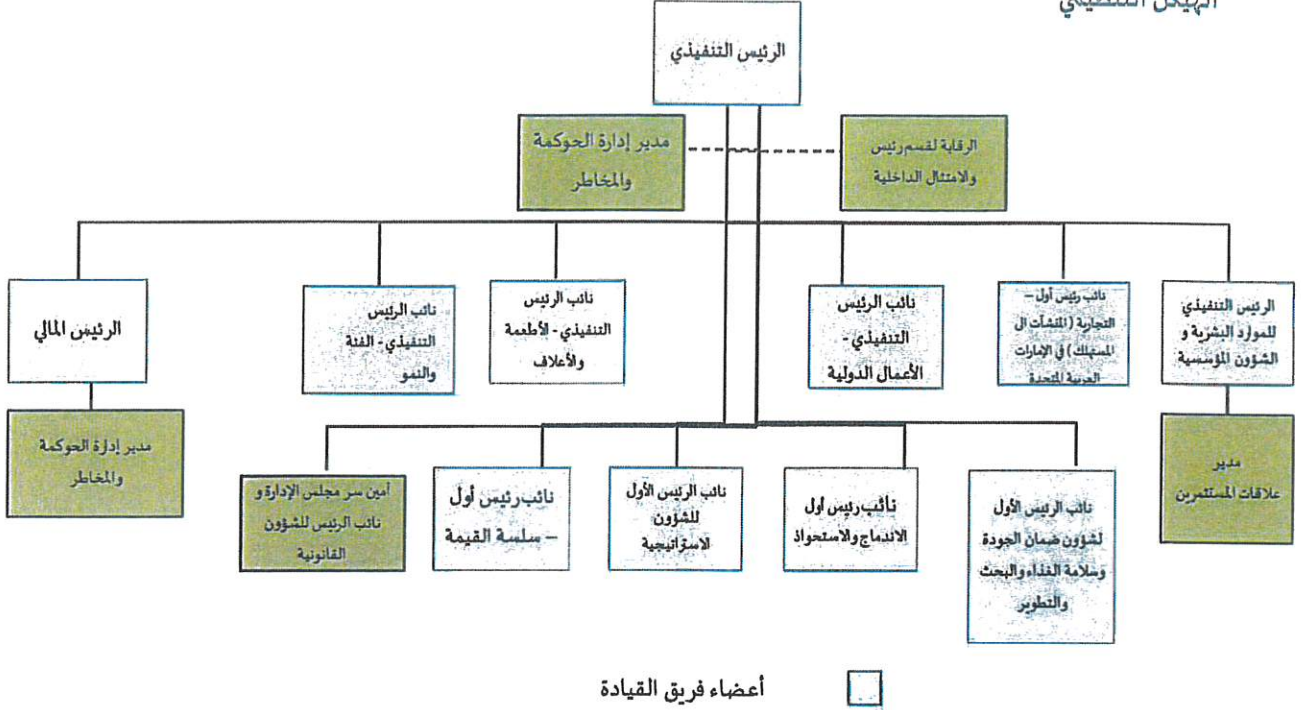 الهيكل التنظيمي
الرئيس التنفيذي
الرقابة لقسم رئيس
والامتثال الداخلية
مدير إدارة الحوكمة
والمخاطر
الرئيس التنفيذي
للموارد البشرية و
الشؤون المؤسسية
نائب رئيس أول –
التجارية ( المنشآت ال
المستهلك ) في الإمارات
العربية المتحدة
نائب الرئيس
التنفيذي -
الأعمال الدولية
نائب الرئيس
التنفيذي - الأطعمة
والأعلاف
نائب الرئيس
التنفيذي - الفئة
والنمو
الرئيس المالي
مدير
علاقات المستثمرين
مدير إدارة الحوكمة
والمخاطر
نائب الرئيس الأول
لشؤون ضمان الجودة
وسلامة الغذاء والبحث
والتطوير
نائب رئيس أول
الاندماج والاستحواذ
نائب الرئيس الأول
للشؤون
الاستراتيجية
نائب رئيس أول
– سلسة القيمة
أمين سر مجلس الإدارة و
نائب الرئيس للشؤون
القانونية
أعضاء فريق القيادة